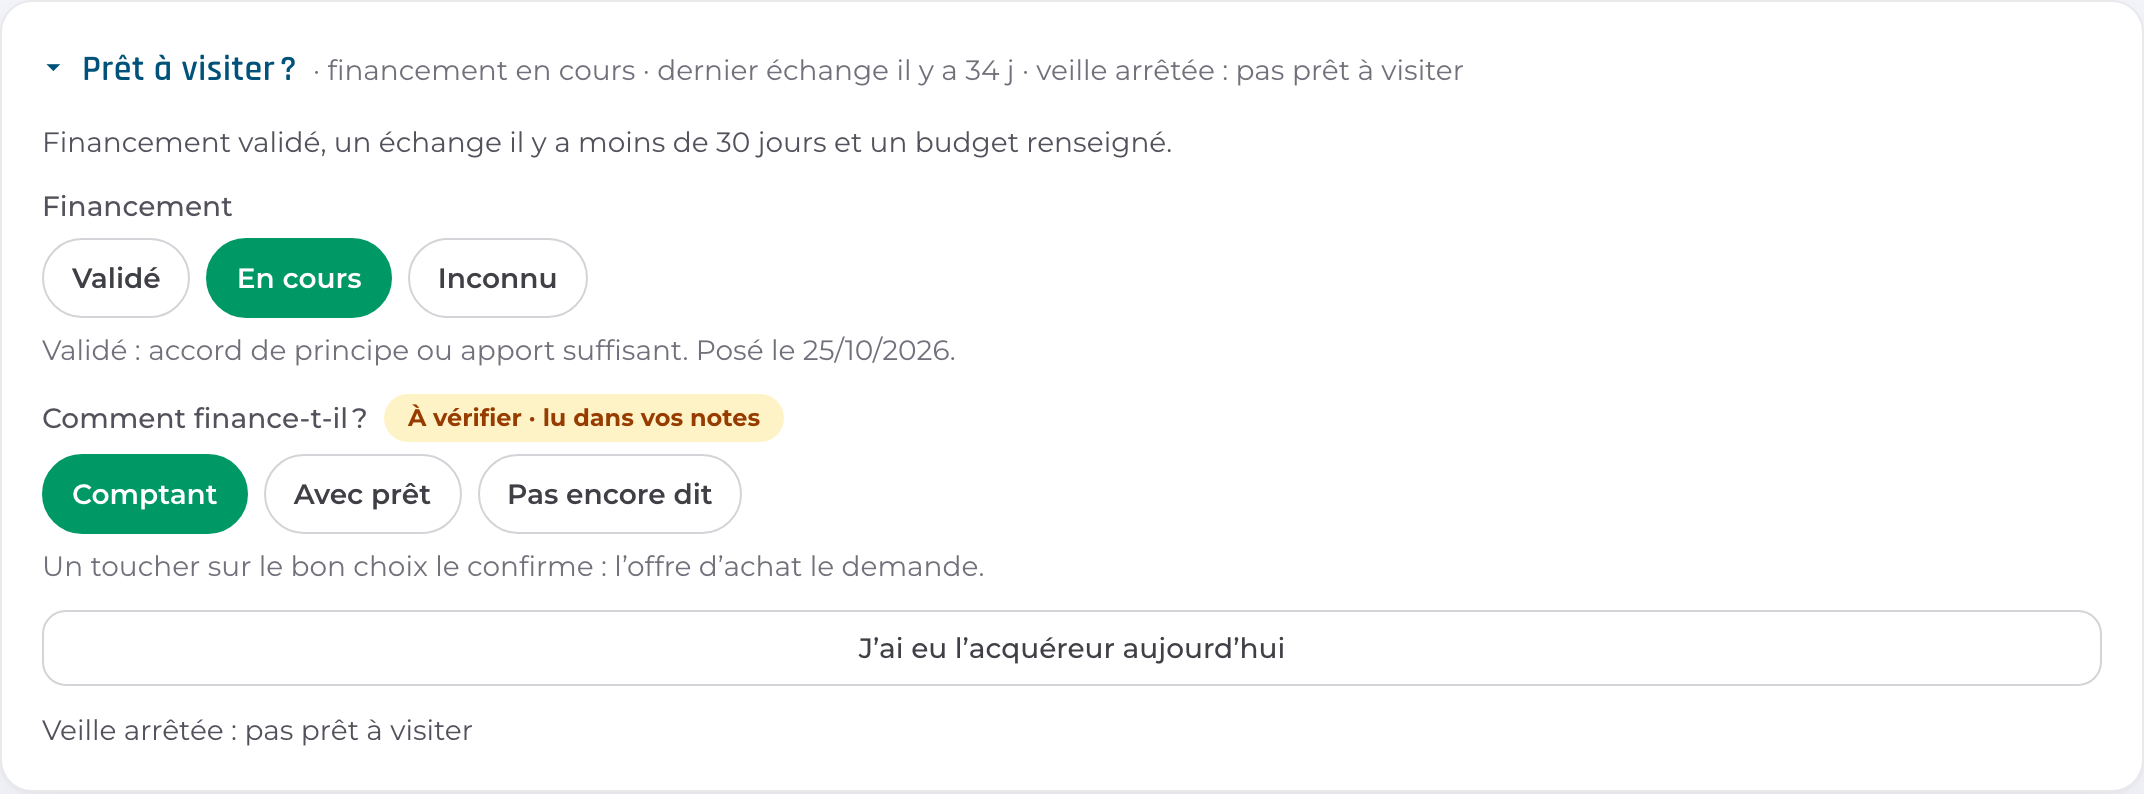 Prêt à visiter ? · financement en cours · dernier échange il y a 34 j · veille arrêtée : pas prêt à visiter
Financement validé, un échange il y a moins de 30 jours et un budget renseigné.
Financement
Validé En cours Inconnu
Validé : accord de principe ou apport suffisant. Posé le 25/10/2026.
Comment finance-t-il ? À vérifier · lu dans vos notes
Comptant Avec prêt Pas encore dit
Un toucher sur le bon choix le confirme : l’offre d’achat le demande.
J’ai eu l’acquéreur aujourd’hui
Veille arrêtée : pas prêt à visiter